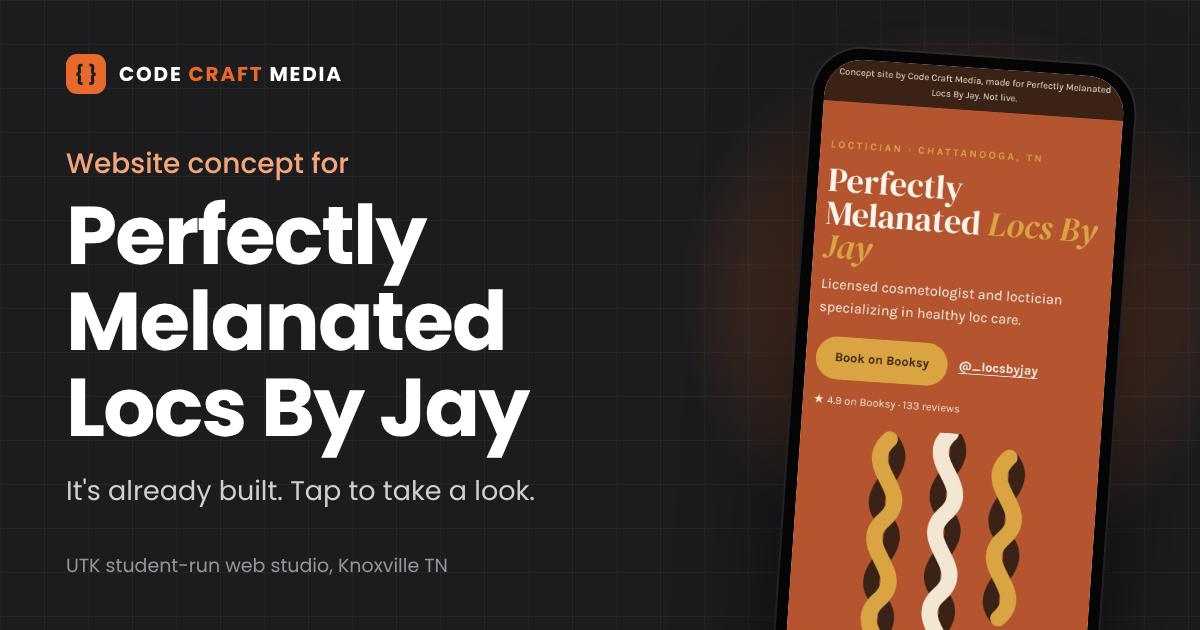 { }
CODE CRAFT MEDIA
Website concept for
Perfectly
Melanated
Locs By Jay
It's already built. Tap to take a look.
UTK student-run web studio, Knoxville TN
Concept site by Code Craft Media, made for Perfectly Melanated
Locs By Jay. Not live.
LOCTICIAN · CHATTANOOGA, TN
Perfectly
Melanated Locs By
Jay
Licensed cosmetologist and loctician
specializing in healthy loc care.
Book on Booksy
@_locsbyjay
★ 4.9 on Booksy · 133 reviews